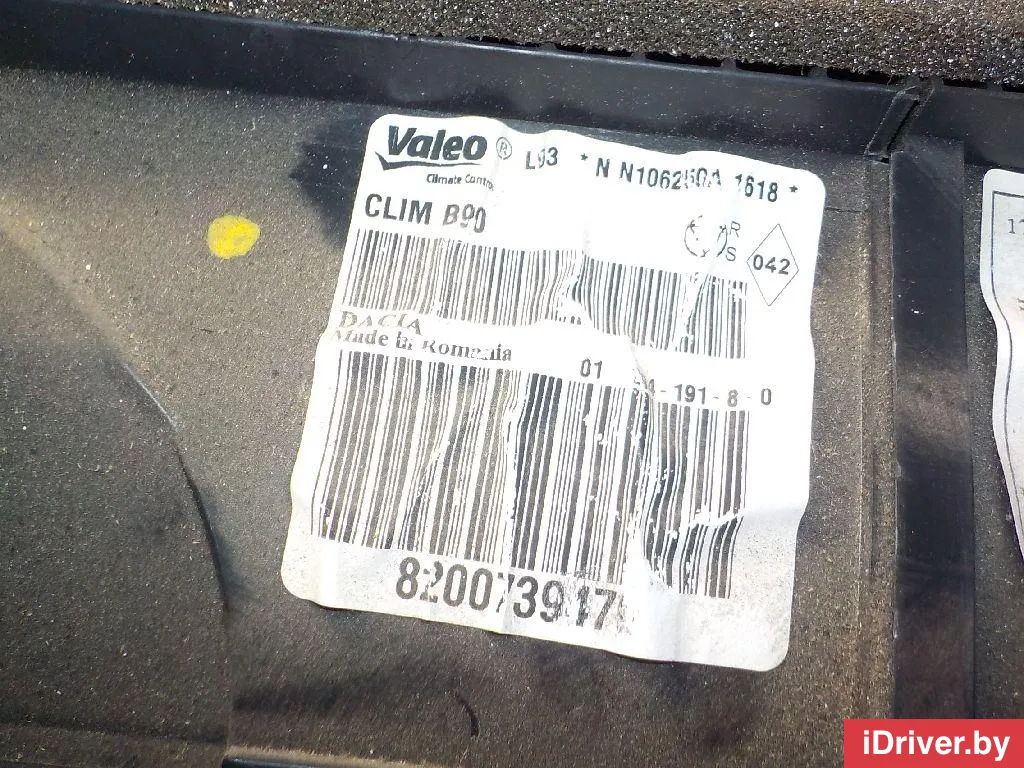 Valeo ® L93 * N N106250A 1618 *
Climate Control
CLIM B90
R
S
042
DACIA
Made in Romania
01 -191-8-0
17
iDriver.by